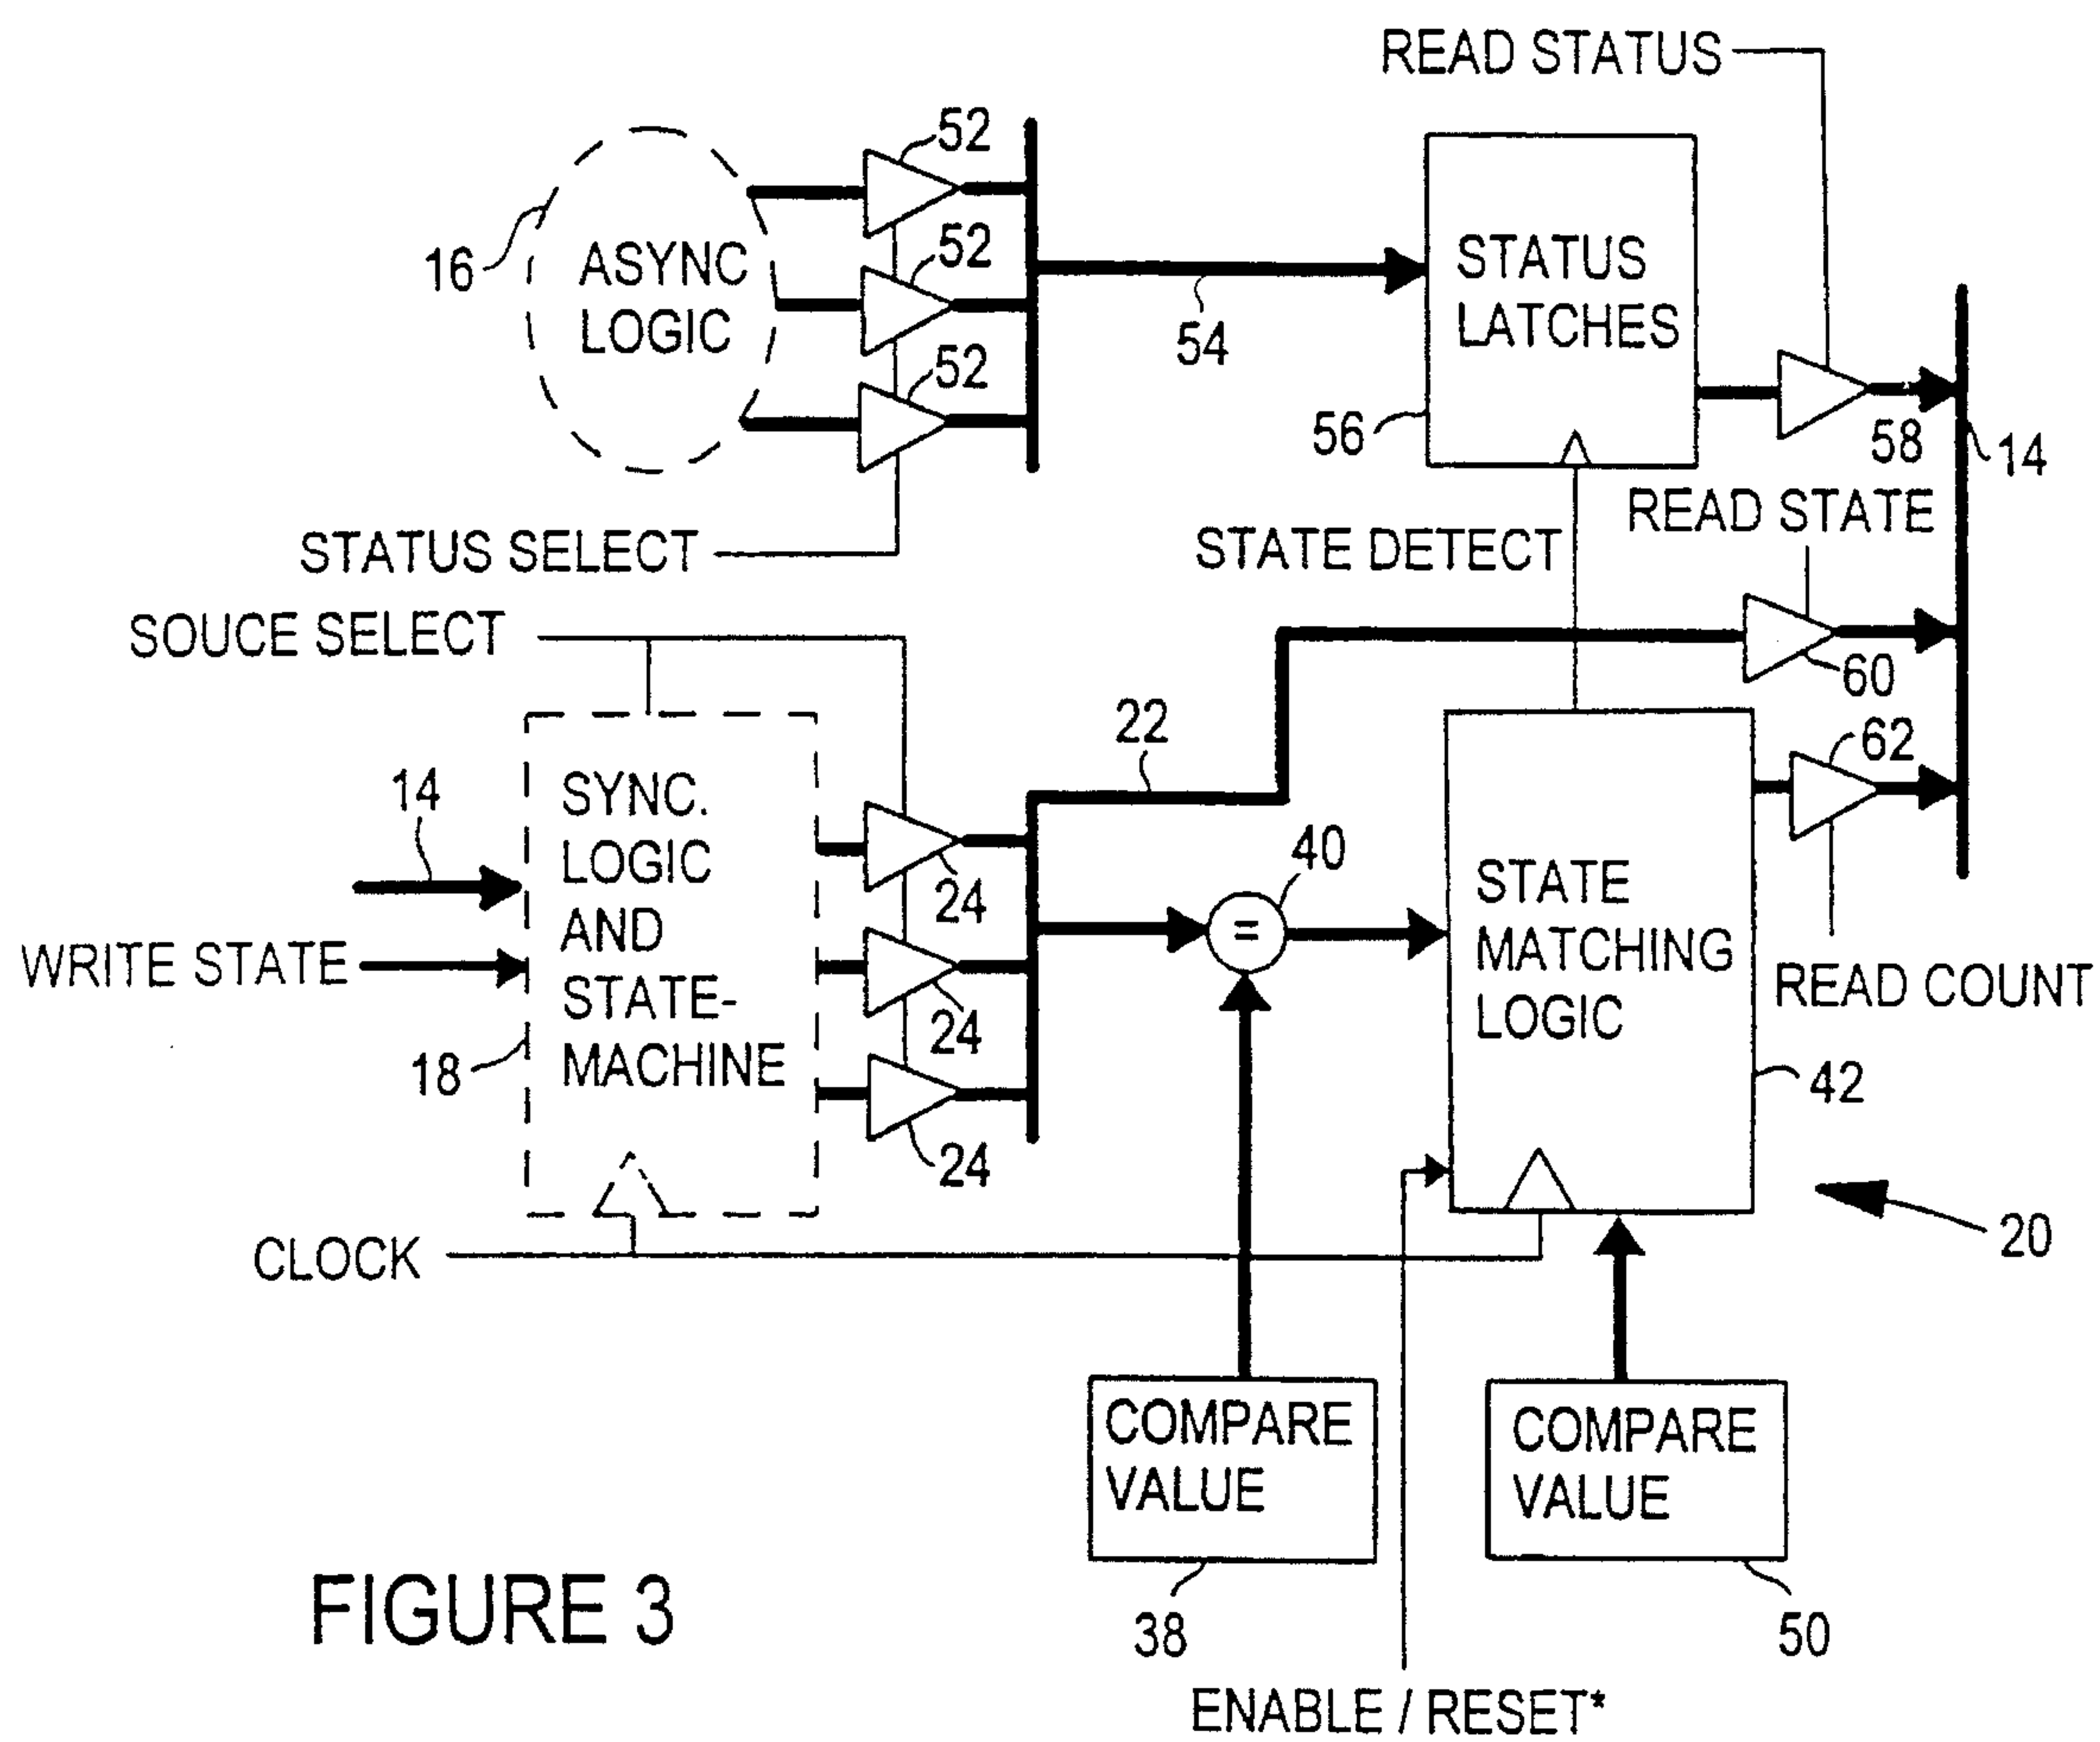 READ STATUS
52
52
52
16
ASYNC
LOGIC
54
STATUS
LATCHES
56
58
14
READ STATE
STATE DETECT
STATUS SELECT
SOUCE SELECT
60
22
62
14
SYNC.
LOGIC
AND
STATE-
MACHINE
24
24
24
40
=
STATE
MATCHING
LOGIC
READ COUNT
WRITE STATE
18
42
20
CLOCK
COMPARE
VALUE
COMPARE
VALUE
38
50
FIGURE 3
ENABLE / RESET*